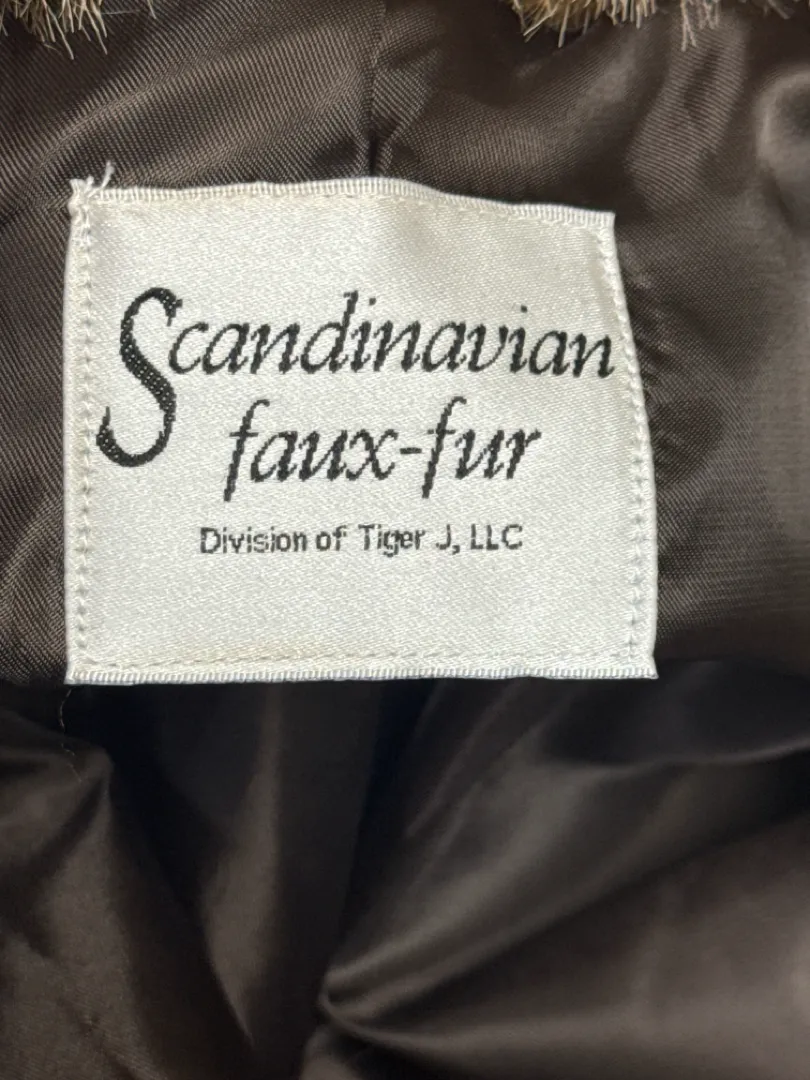 Scandinavian
faux-fur
Division of Tiger J, LLC